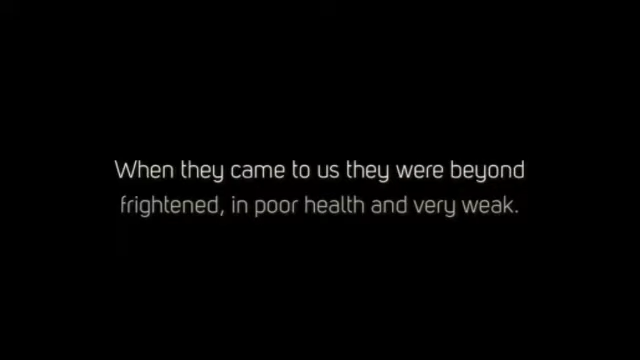 When they came to us they were beyond
frightened, in poor health and very weak.